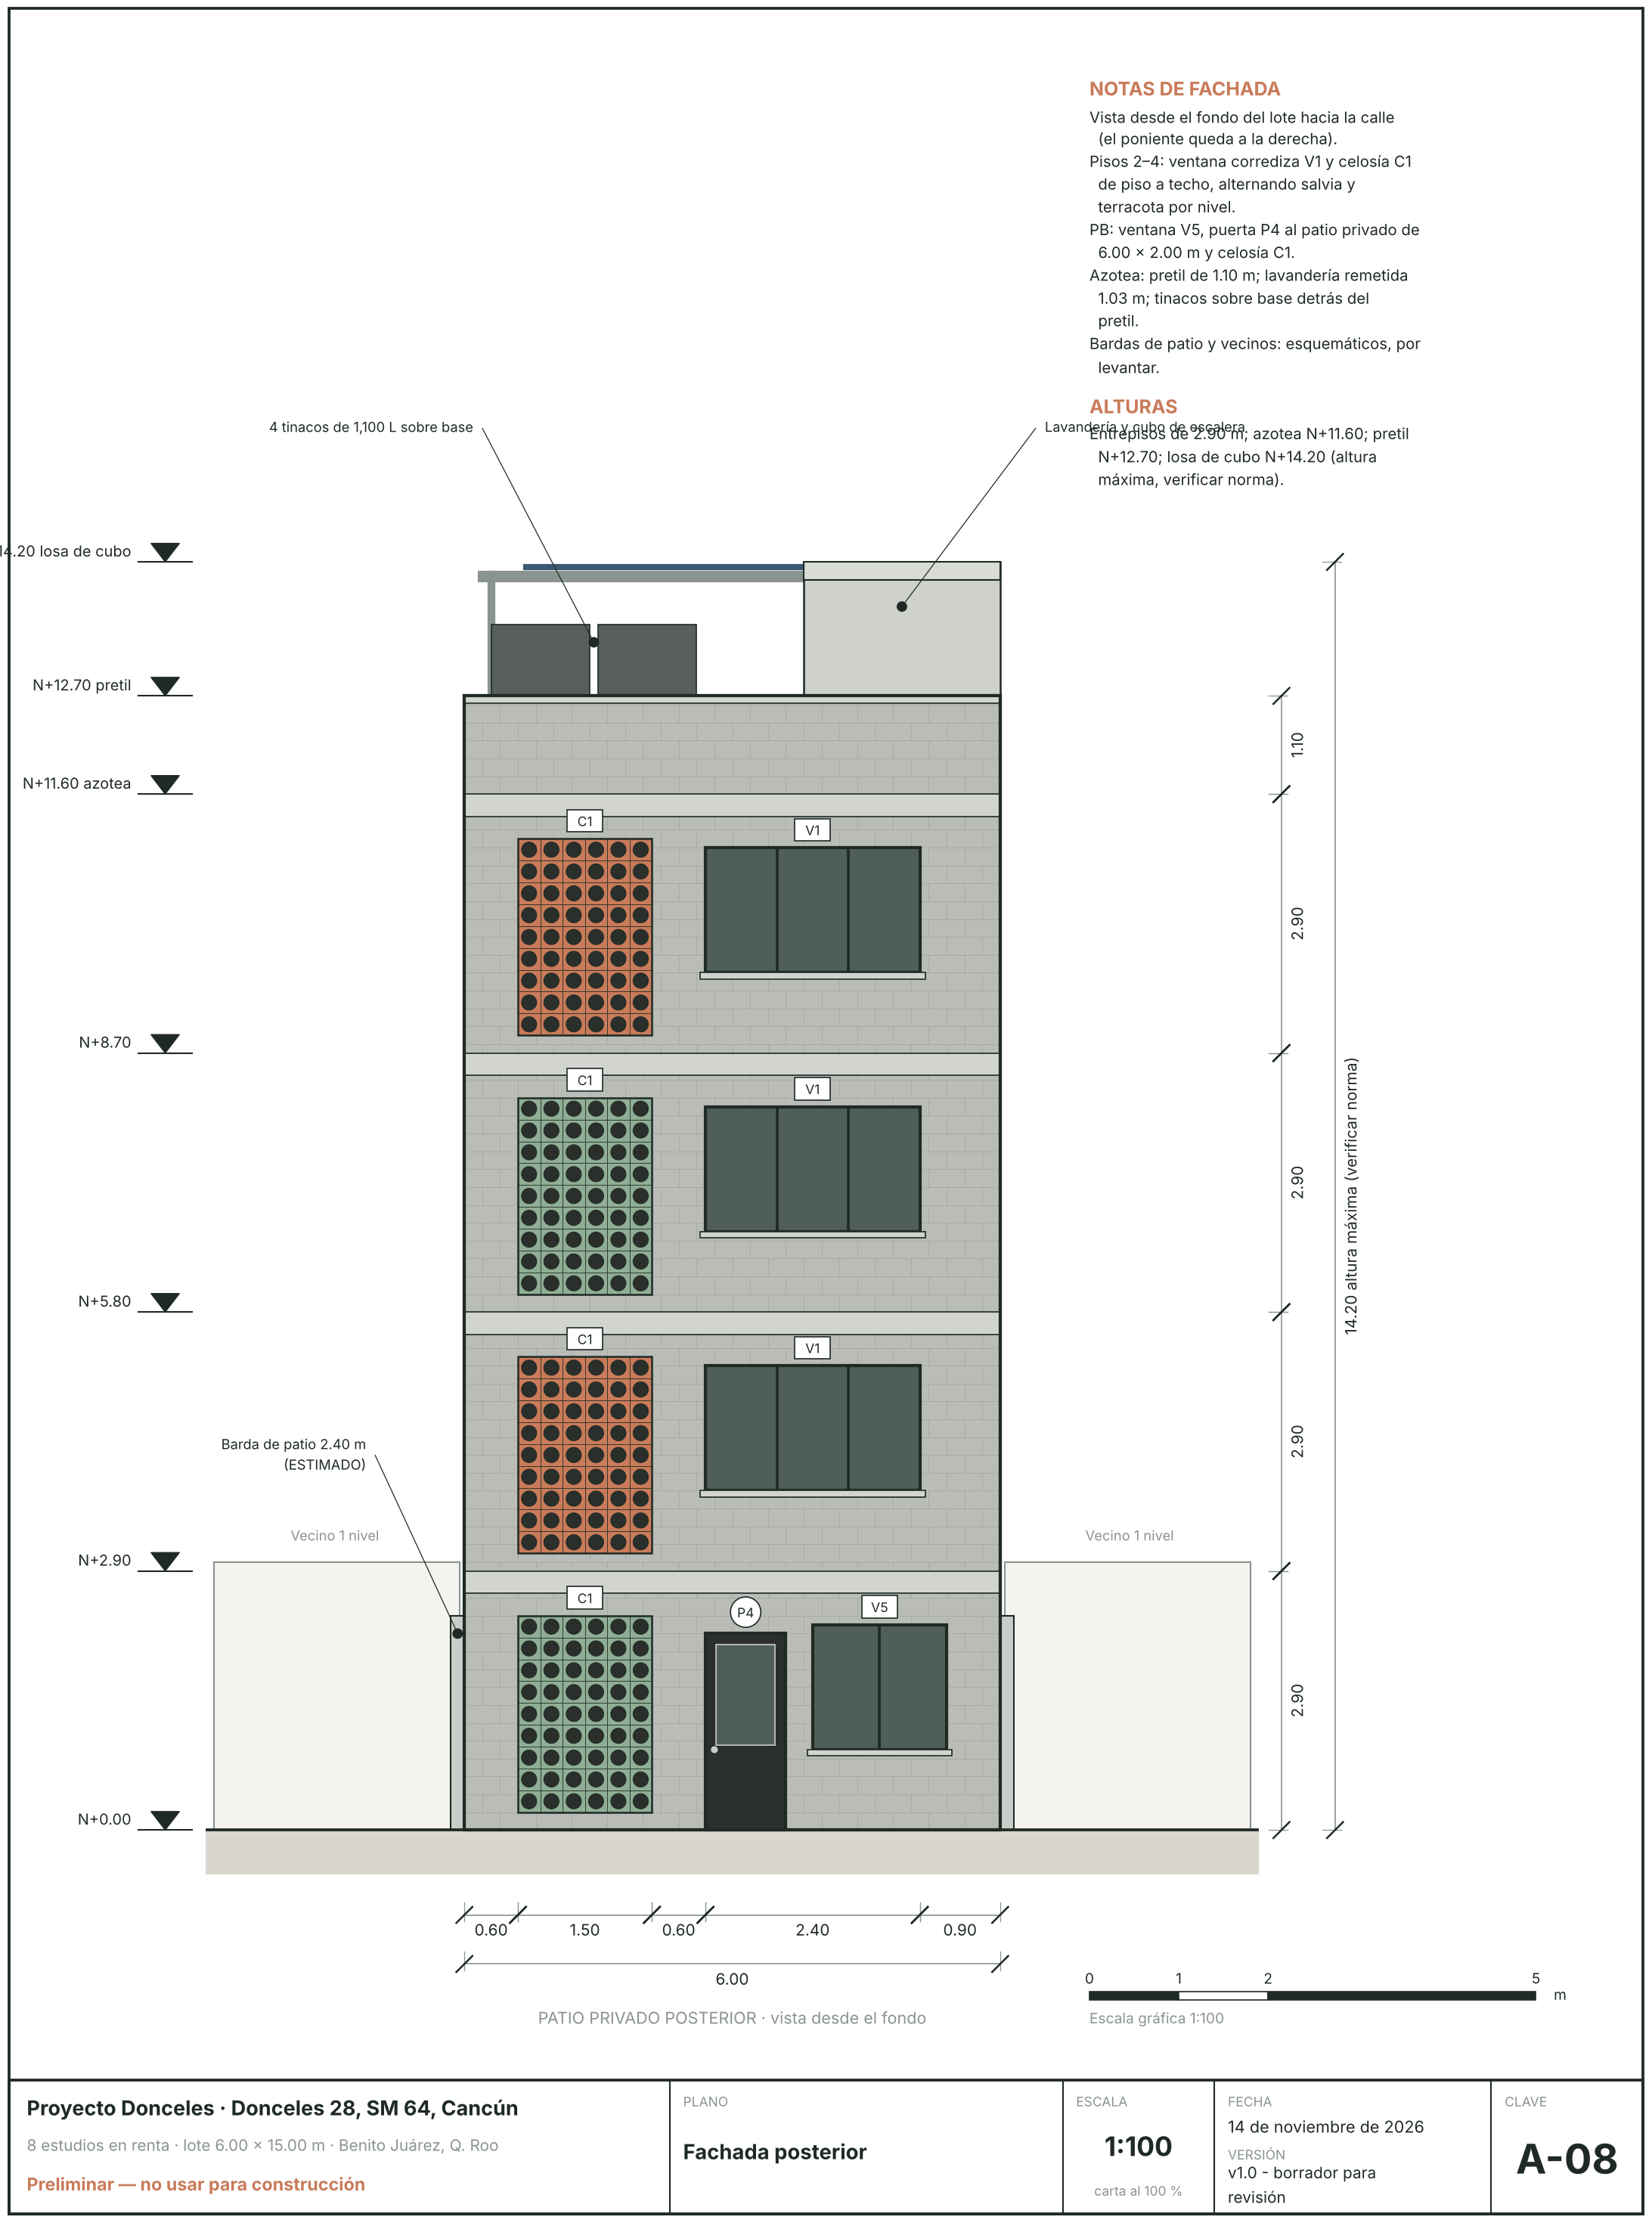 NOTAS DE FACHADA
Vista desde el fondo del lote hacia la calle
(el poniente queda a la derecha).
Pisos 2–4: ventana corrediza V1 y celosía C1
de piso a techo, alternando salvia y
terracota por nivel.
PB: ventana V5, puerta P4 al patio privado de
6.00 × 2.00 m y celosía C1.
Azotea: pretil de 1.10 m; lavandería remetida
1.03 m; tinacos sobre base detrás del
pretil.
Bardas de patio y vecinos: esquemáticos, por
levantar.
ALTURAS
Entrepisos de 2.90 m; azotea N+11.60; pretil
N+12.70; losa de cubo N+14.20 (altura
máxima, verificar norma).
4 tinacos de 1,100 L sobre base
Lavandería y cubo de escalera
14.20 losa de cubo
N+12.70 pretil
1.10
N+11.60 azotea
C1
V1
2.90
N+8.70
C1
V1
2.90
14.20 altura máxima (verificar norma)
N+5.80
C1
V1
2.90
Barda de patio 2.40 m
(ESTIMADO)
Vecino 1 nivel
Vecino 1 nivel
N+2.90
C1
P4
V5
2.90
N+0.00
0.60
1.50
0.60
2.40
0.90
6.00
PATIO PRIVADO POSTERIOR · vista desde el fondo
0 1 2 5
m
Escala gráfica 1:100
Proyecto Donceles · Donceles 28, SM 64, Cancún
8 estudios en renta · lote 6.00 × 15.00 m · Benito Juárez, Q. Roo
Preliminar — no usar para construcción
PLANO
Fachada posterior
ESCALA
1:100
carta al 100 %
FECHA
14 de noviembre de 2026
VERSIÓN
v1.0 - borrador para
revisión
CLAVE
A-08